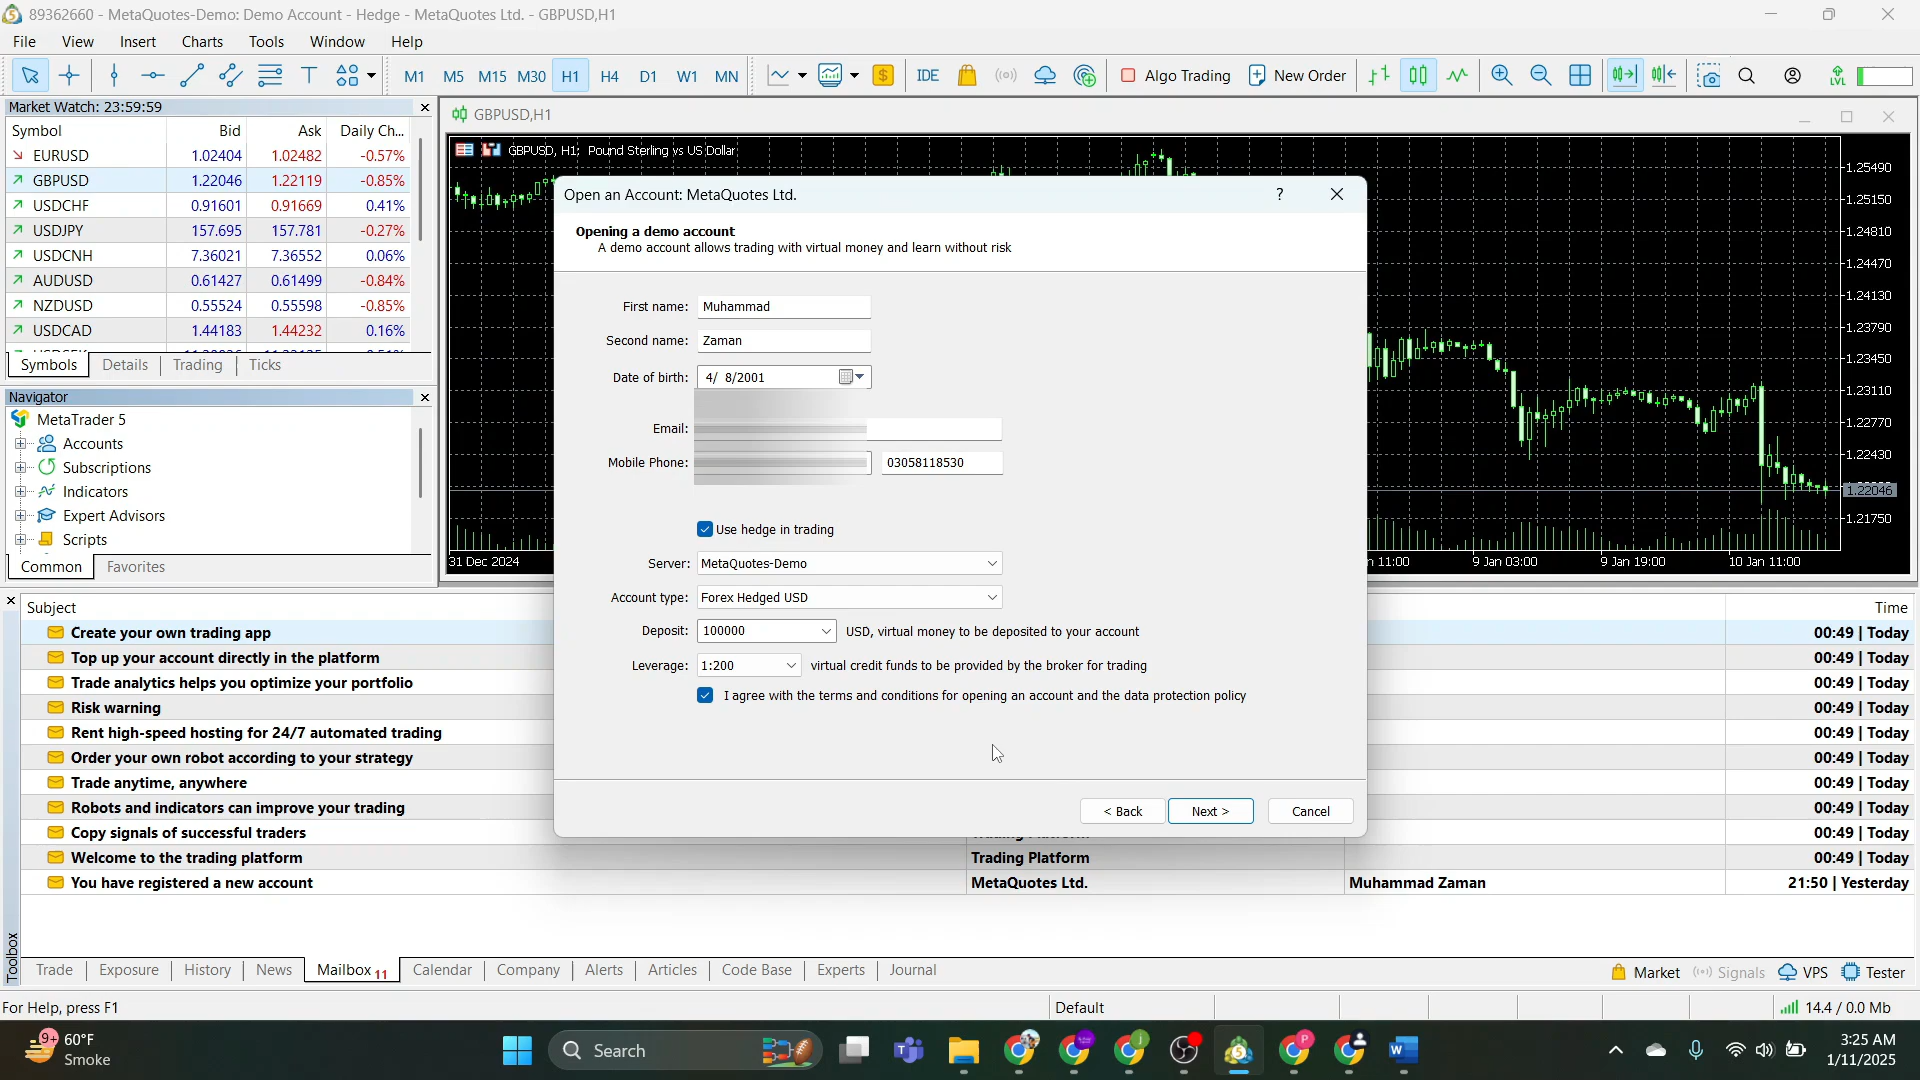 89362660 - MetaQuotes-Demo: Demo Account - Hedge - MetaQuotes Ltd. - GBPUSD,H1
File View Insert Charts Tools Window Help
M1 M5 M15 M30 H1 H4 D1 W1 MN IDE Algo Trading New Order LVL
Market Watch: 23:59:59
Symbol Bid Ask Daily Ch...
EURUSD 1.02404 1.02482 -0.57%
GBPUSD 1.22046 1.22119 -0.85%
USDCHF 0.91601 0.91669 0.41%
USDJPY 157.695 157.781 -0.27%
USDCNH 7.36021 7.36552 0.06%
AUDUSD 0.61427 0.61499 -0.84%
NZDUSD 0.55524 0.55598 -0.85%
USDCAD 1.44183 1.44232 0.16%
Symbols Details Trading Ticks
Navigator
MetaTrader 5
Accounts
Subscriptions
Indicators
Expert Advisors
Scripts
Common Favorites
GBPUSD,H1
GBPUSD, H1: Pound Sterling vs US Dollar
1.25490
1.25150
1.24810
1.24470
1.24130
1.23790
1.23450
1.23110
1.22770
1.22430
1.22046
1.21750
31 Dec 2024 11:00 9 Jan 03:00 9 Jan 19:00 10 Jan 11:00
Open an Account: MetaQuotes Ltd. ?
Opening a demo account
A demo account allows trading with virtual money and learn without risk
First name: Muhammad
Second name: Zaman
Date of birth: 4/ 8/2001
Email:
Mobile Phone: 03058118530
Use hedge in trading
Server: MetaQuotes-Demo
Account type: Forex Hedged USD
Deposit: 100000 USD, virtual money to be deposited to your account
Leverage: 1:200 virtual credit funds to be provided by the broker for trading
I agree with the terms and conditions for opening an account and the data protection policy
< Back Next > Cancel
Subject Time
Create your own trading app 00:49 | Today
Top up your account directly in the platform 00:49 | Today
Trade analytics helps you optimize your portfolio 00:49 | Today
Risk warning 00:49 | Today
Rent high-speed hosting for 24/7 automated trading 00:49 | Today
Order your own robot according to your strategy 00:49 | Today
Trade anytime, anywhere 00:49 | Today
Robots and indicators can improve your trading 00:49 | Today
Copy signals of successful traders 00:49 | Today
Welcome to the trading platform Trading Platform 00:49 | Today
You have registered a new account MetaQuotes Ltd. Muhammad Zaman 21:50 | Yesterday
Toolbox
Trade Exposure History News Mailbox 11 Calendar Company Alerts Articles Code Base Experts Journal Market Signals VPS Tester
For Help, press F1 Default 14.4 / 0.0 Mb
9+ 60°F
Smoke
Search
3:25 AM
1/11/2025